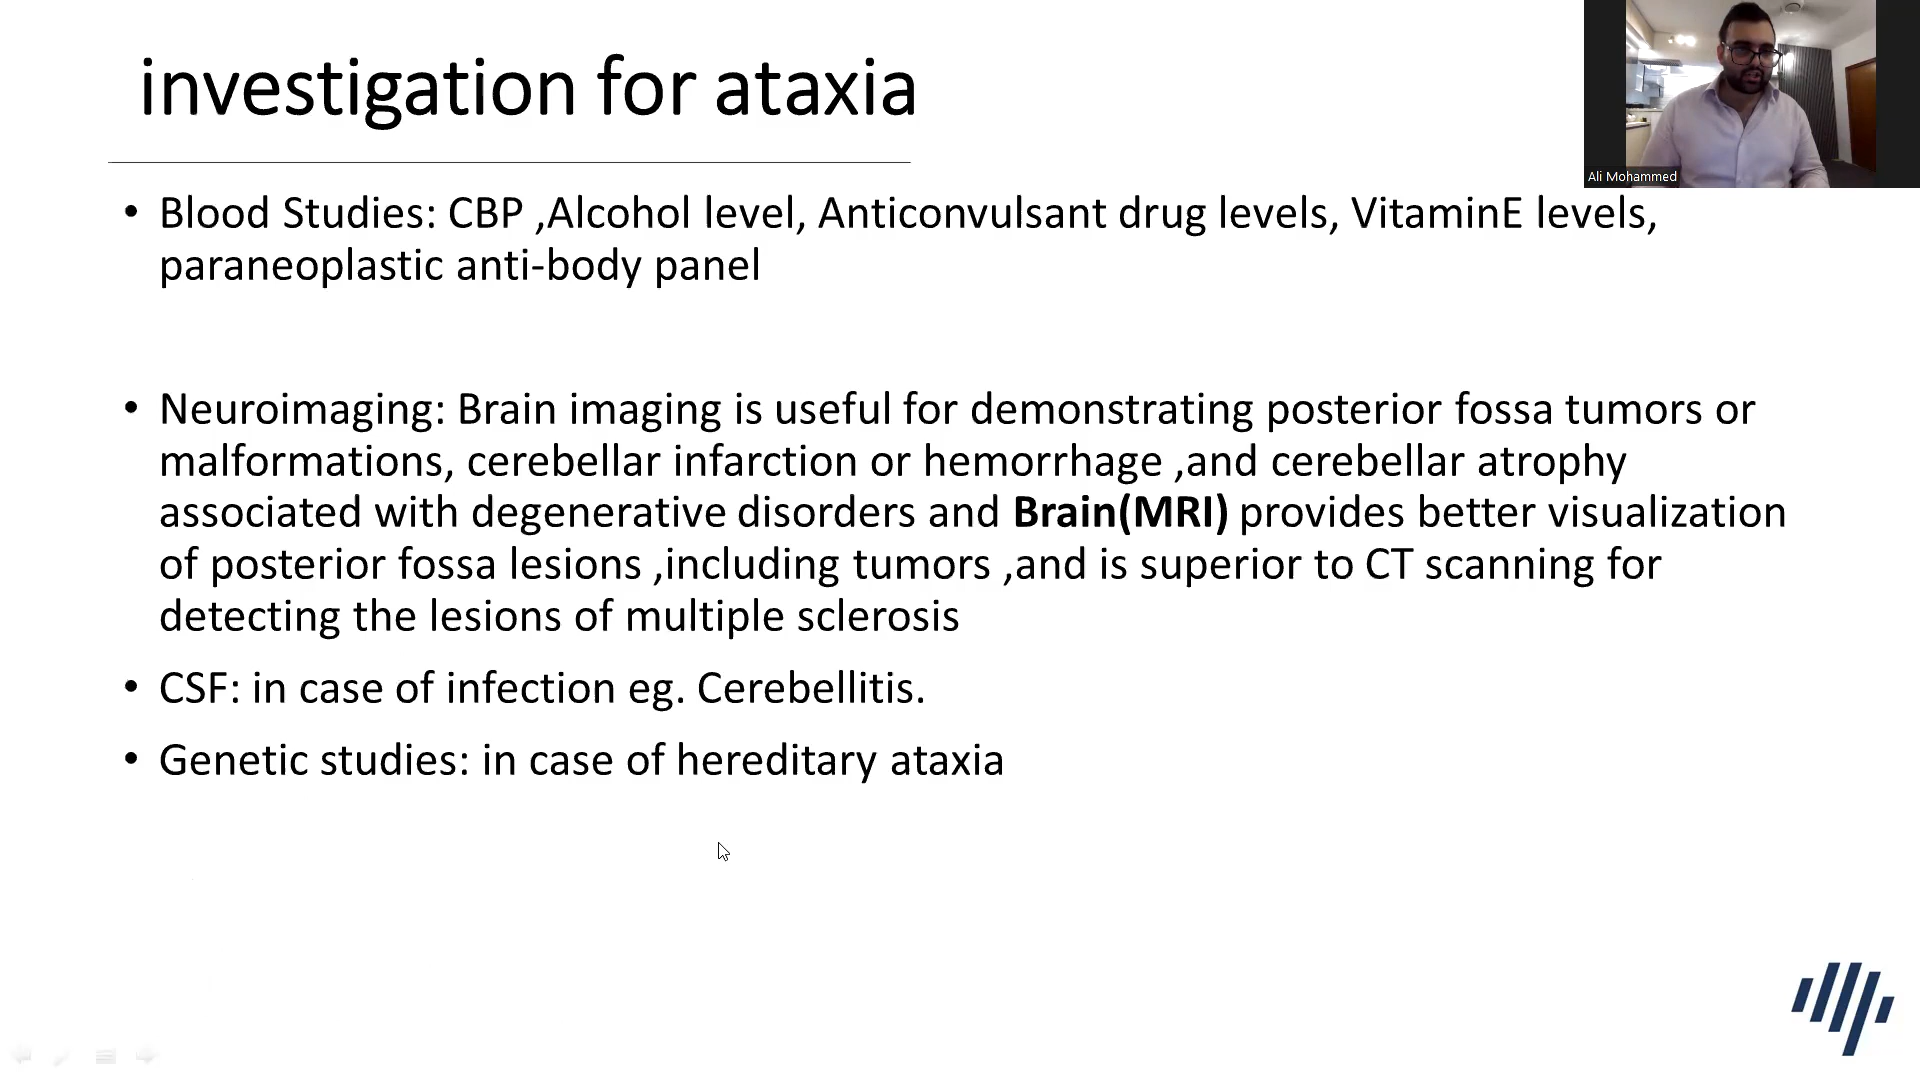 investigation for ataxia
Ali Mohammed
• Blood Studies: CBP ,Alcohol level, Anticonvulsant drug levels, VitaminE levels,
paraneoplastic anti-body panel
• Neuroimaging: Brain imaging is useful for demonstrating posterior fossa tumors or
malformations, cerebellar infarction or hemorrhage ,and cerebellar atrophy
associated with degenerative disorders and Brain(MRI) provides better visualization
of posterior fossa lesions ,including tumors ,and is superior to CT scanning for
detecting the lesions of multiple sclerosis
• CSF: in case of infection eg. Cerebellitis.
• Genetic studies: in case of hereditary ataxia